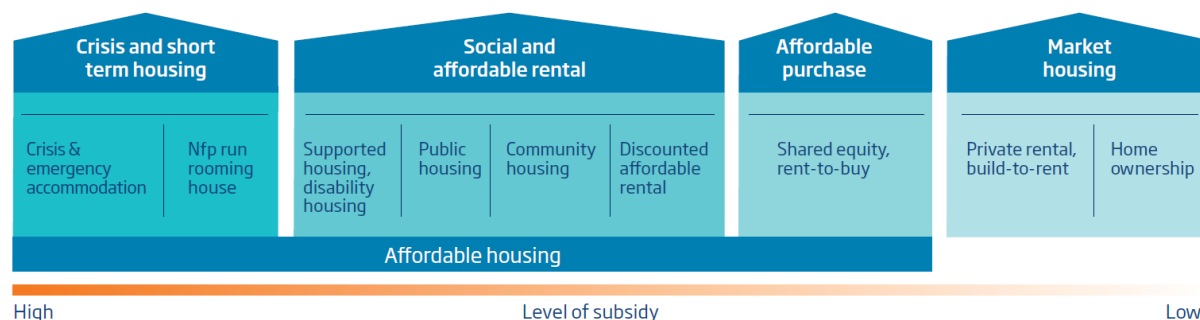 Crisis and short
term housing
Social and
affordable rental
Affordable
purchase
Market
housing
Crisis &
emergency
accommodation
Nfp run
rooming
house
Supported
housing,
disability
housing
Public
housing
Community
housing
Discounted
affordable
rental
Shared equity,
rent-to-buy
Private rental,
build-to-rent
Home
ownership
Affordable housing
High
Level of subsidy
Low